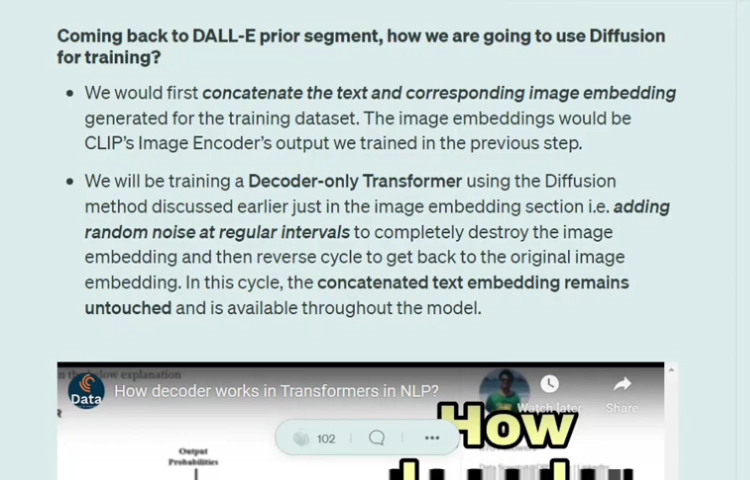 Coming back to DALL-E prior segment, how we are going to use Diffusion
for training?
• We would first concatenate the text and corresponding image embedding
generated for the training dataset. The image embeddings would be
CLIP's Image Encoder's output we trained in the previous step.
• We will be training a Decoder-only Transformer using the Diffusion
method discussed earlier just in the image embedding section i.e. adding
random noise at regular intervals to completely destroy the image
embedding and then reverse cycle to get back to the original image
embedding. In this cycle, the concatenated text embedding remains
untouched and is available throughout the model.
low explanation
Data
How decoder works in Transformers in NLP?
Watch later
Share
102
How
Output
Probabilities